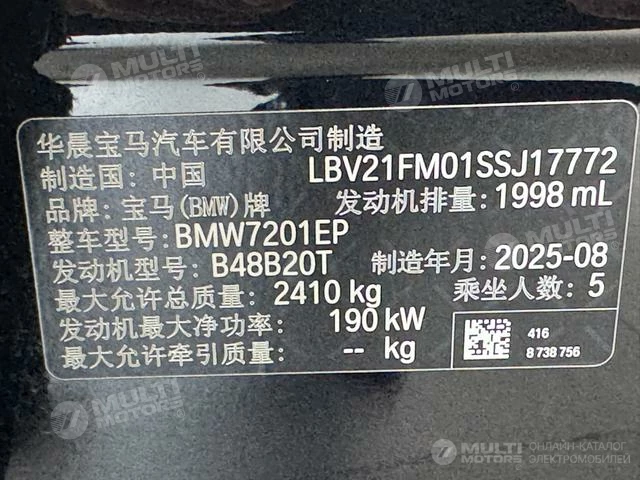 MULTI MOTORS
MULTI MOTORS
华晨宝马汽车有限公司制造
制造国: 中国 LBV21FM01SSJ17772
品牌: 宝马(BMW)牌 发动机排量: 1998 mL
整车型号: BMW7201EP
发动机型号: B48B20T 制造年月: 2025-08
最大允许总质量: 2410 kg 乘坐人数: 5
发动机最大净功率: 190 kW
最大允许牵引质量: -- kg
416
8 738 756
MULTI MOTORS
MULTI MOTORS
ОНЛАЙН-КАТАЛОГ
ЭЛЕКТРОМОБИЛЕЙ